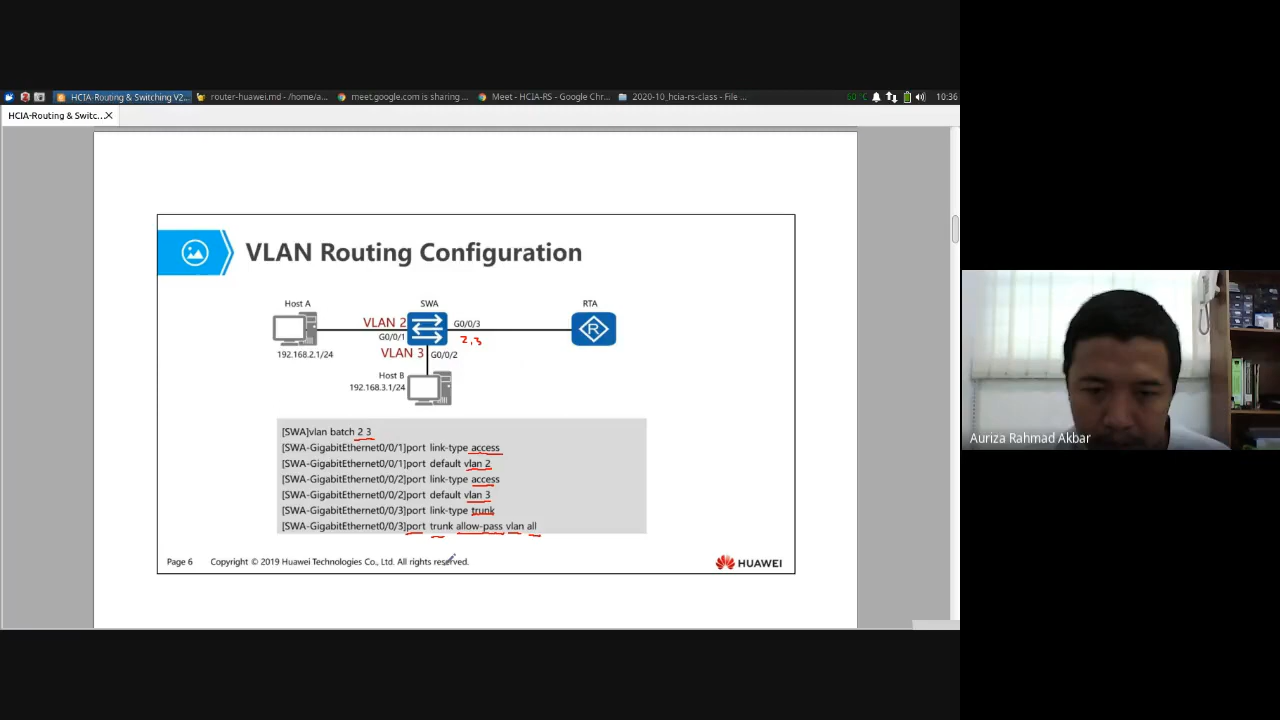 HCIA-Routing & Switching V2...
router-huawei.md - /home/a...
meet.google.com is sharing ...
Meet - HCIA-RS - Google Chr...
2020-10_hcia-rs-class - File ...
60°C
10:36
HCIA-Routing & Switc...
VLAN Routing Configuration
Host A
SWA
RTA
VLAN 2
G0/0/3
G0/0/1
2,3
VLAN 3
G0/0/2
192.168.2.1/24
Host B
192.168.3.1/24
[SWA]vlan batch 2 3
[SWA-GigabitEthernet0/0/1]port link-type access
[SWA-GigabitEthernet0/0/1]port default vlan 2
[SWA-GigabitEthernet0/0/2]port link-type access
[SWA-GigabitEthernet0/0/2]port default vlan 3
[SWA-GigabitEthernet0/0/3]port link-type trunk
[SWA-GigabitEthernet0/0/3]port trunk allow-pass vlan all
Page 6
Copyright © 2019 Huawei Technologies Co., Ltd. All rights reserved.
HUAWEI
Auriza Rahmad Akbar